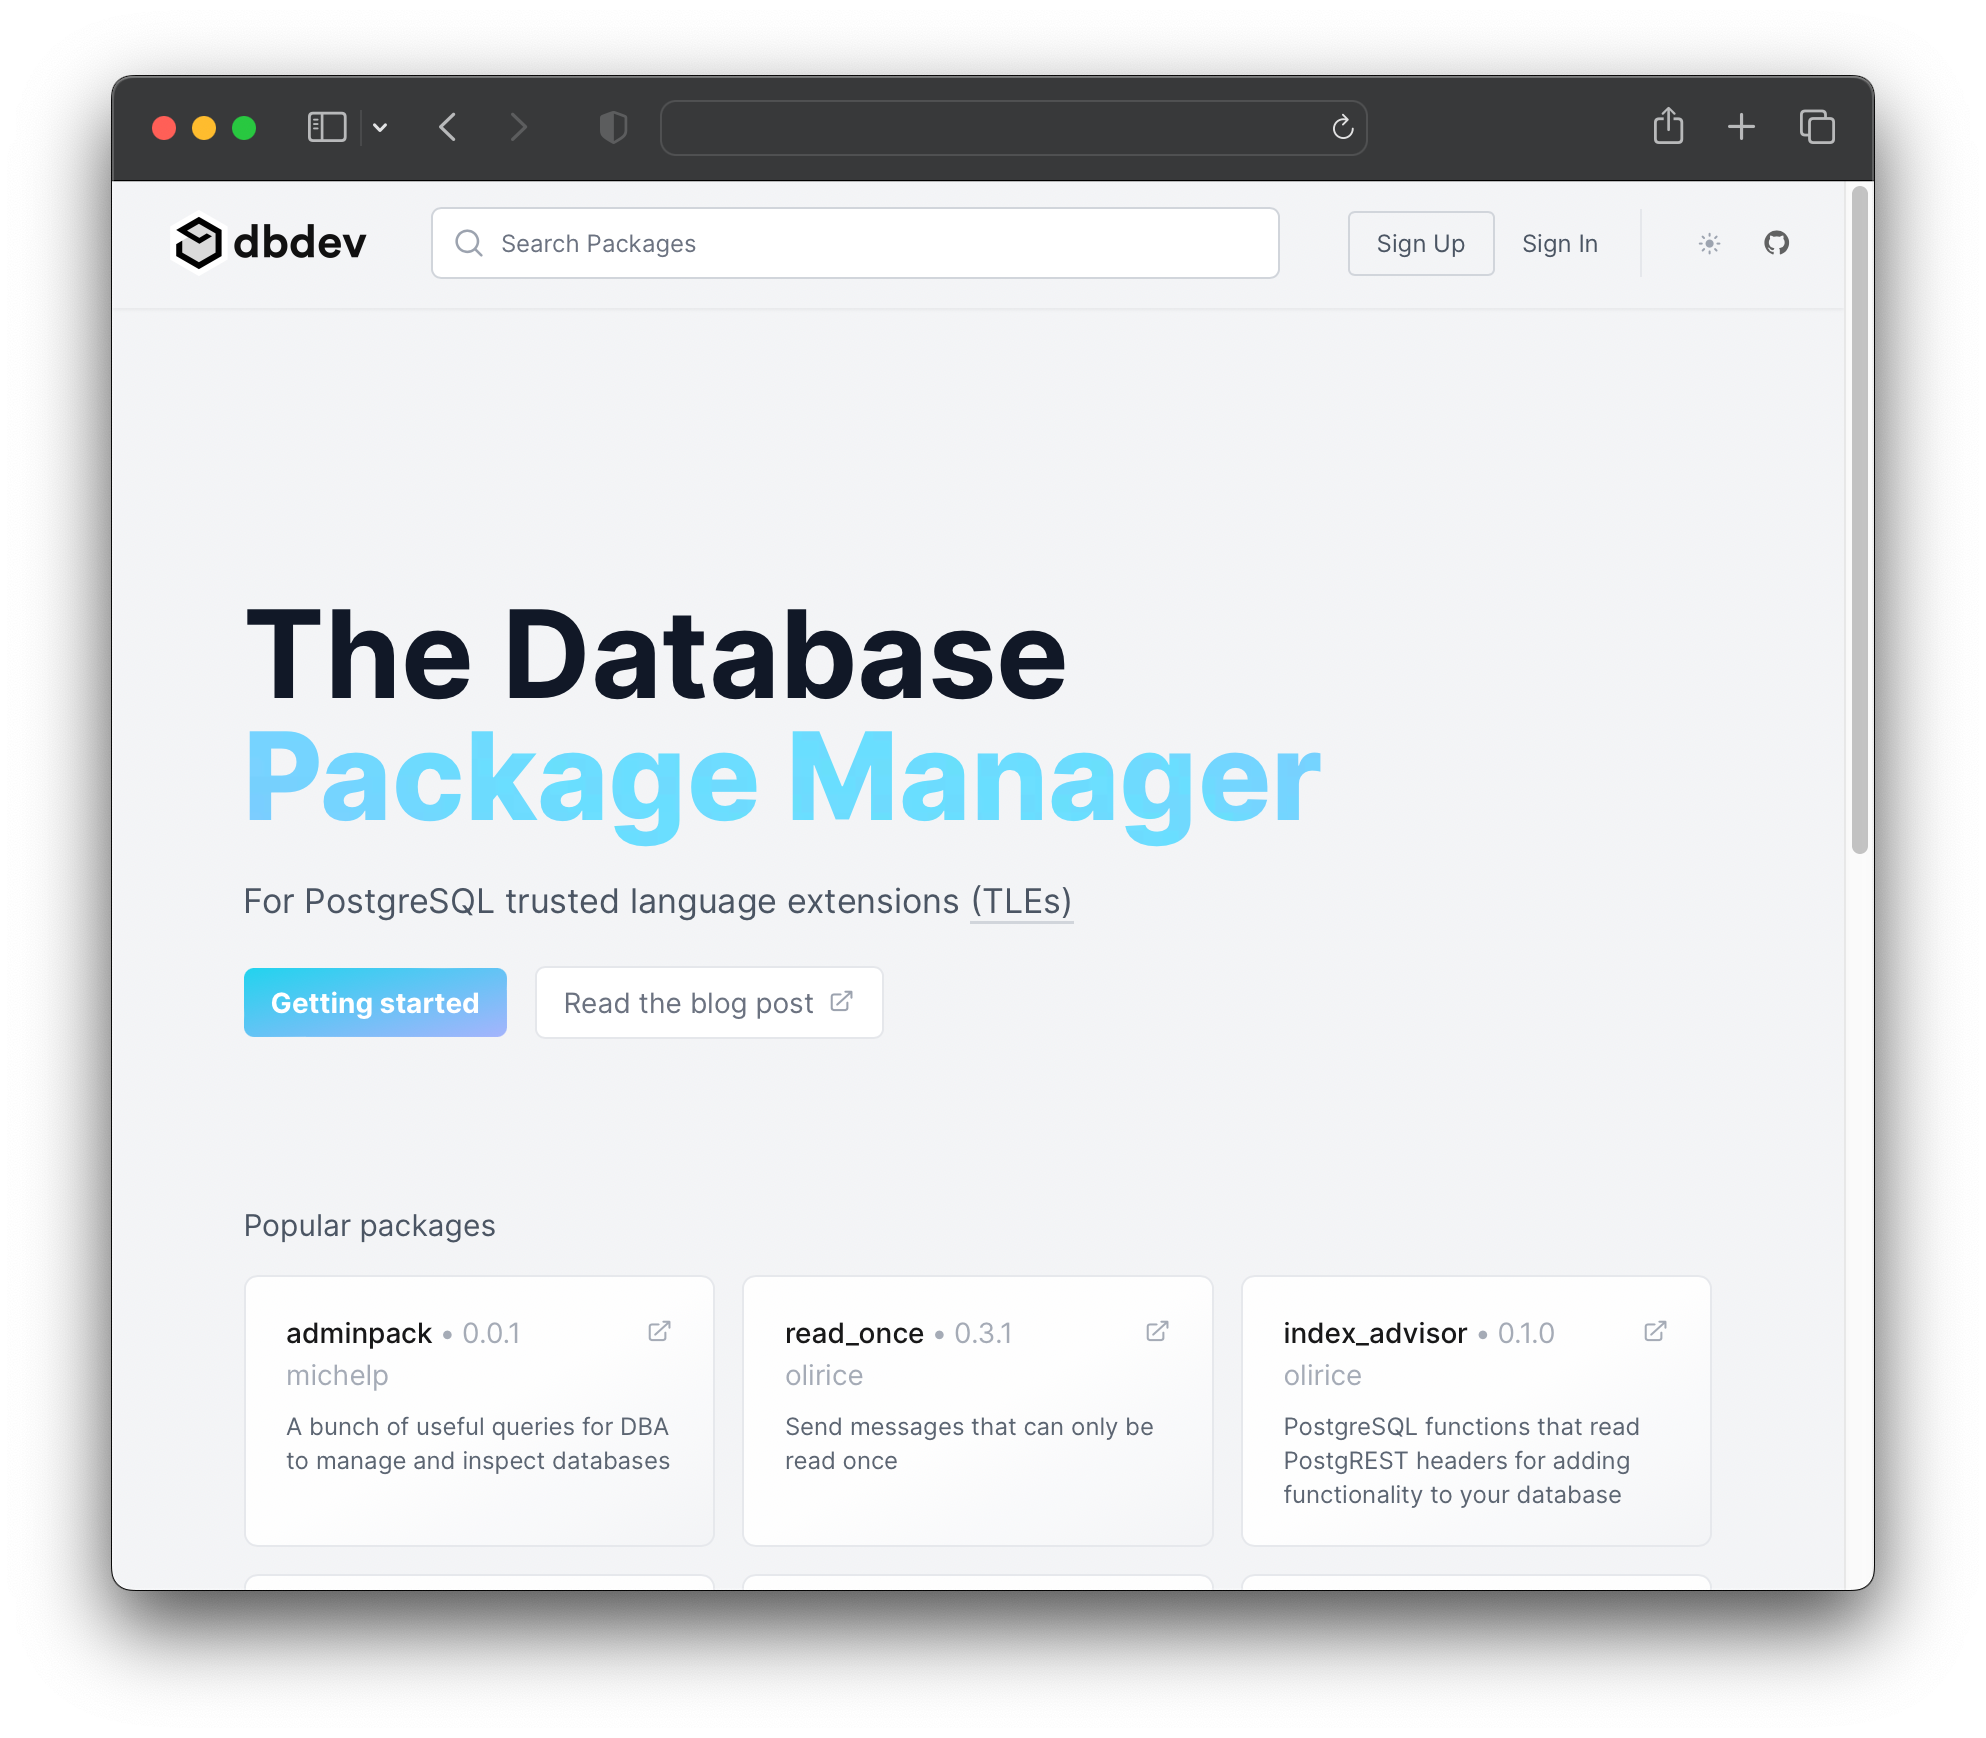 dbdev
Search Packages
Sign Up
Sign In
The Database
Package Manager
For PostgreSQL trusted language extensions (TLEs)
Getting started
Read the blog post
Popular packages
adminpack • 0.0.1
michelp
A bunch of useful queries for DBA
to manage and inspect databases
read_once • 0.3.1
olirice
Send messages that can only be
read once
index_advisor • 0.1.0
olirice
PostgreSQL functions that read
PostgREST headers for adding
functionality to your database